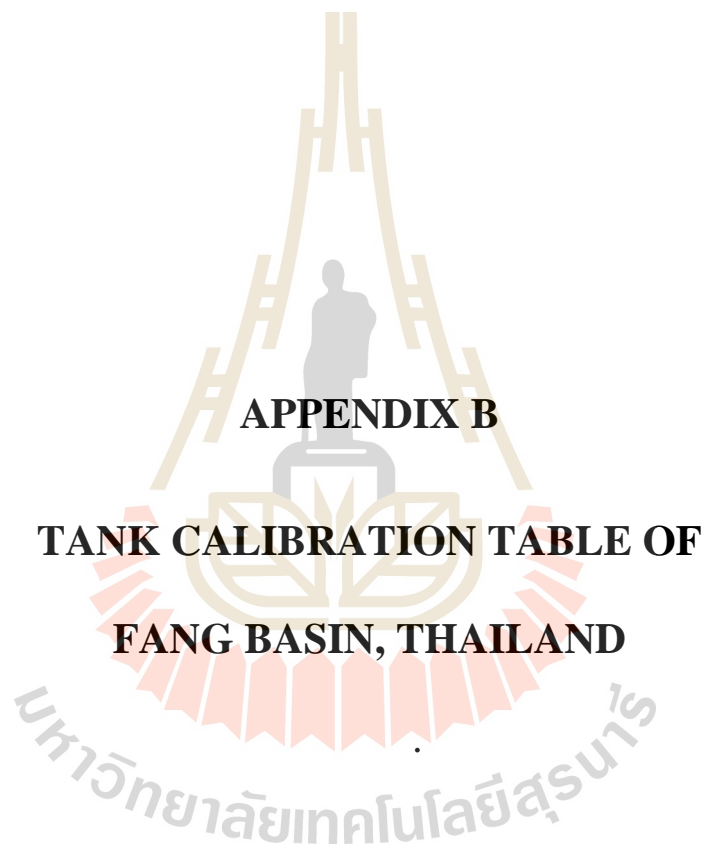 APPENDIX B
TANK CALIBRATION TABLE OF
FANG BASIN, THAILAND
.
มหาวิทยาลัยเทคโนโลยีสุรนารี